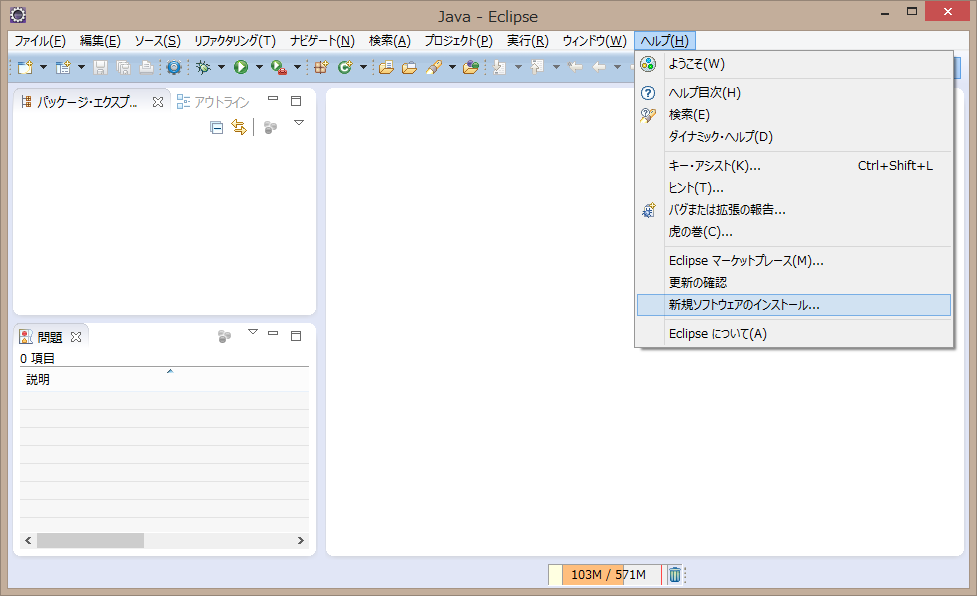 Java - Eclipse
ファイル(F) 編集(E) ソース(S) リファクタリング(T) ナビゲート(N) 検索(A) プロジェクト(P) 実行(R) ウィンドウ(W) ヘルプ(H)
パッケージ・エクスプ... アウトライン
ようこそ(W)
ヘルプ目次(H)
検索(E)
ダイナミック・ヘルプ(D)
キー・アシスト(K)... Ctrl+Shift+L
ヒント(T)...
バグまたは拡張の報告...
虎の巻(C)...
Eclipse マーケットプレース(M)...
更新の確認
新規ソフトウェアのインストール...
Eclipse について(A)
問題
0 項目
説明
103M / 571M